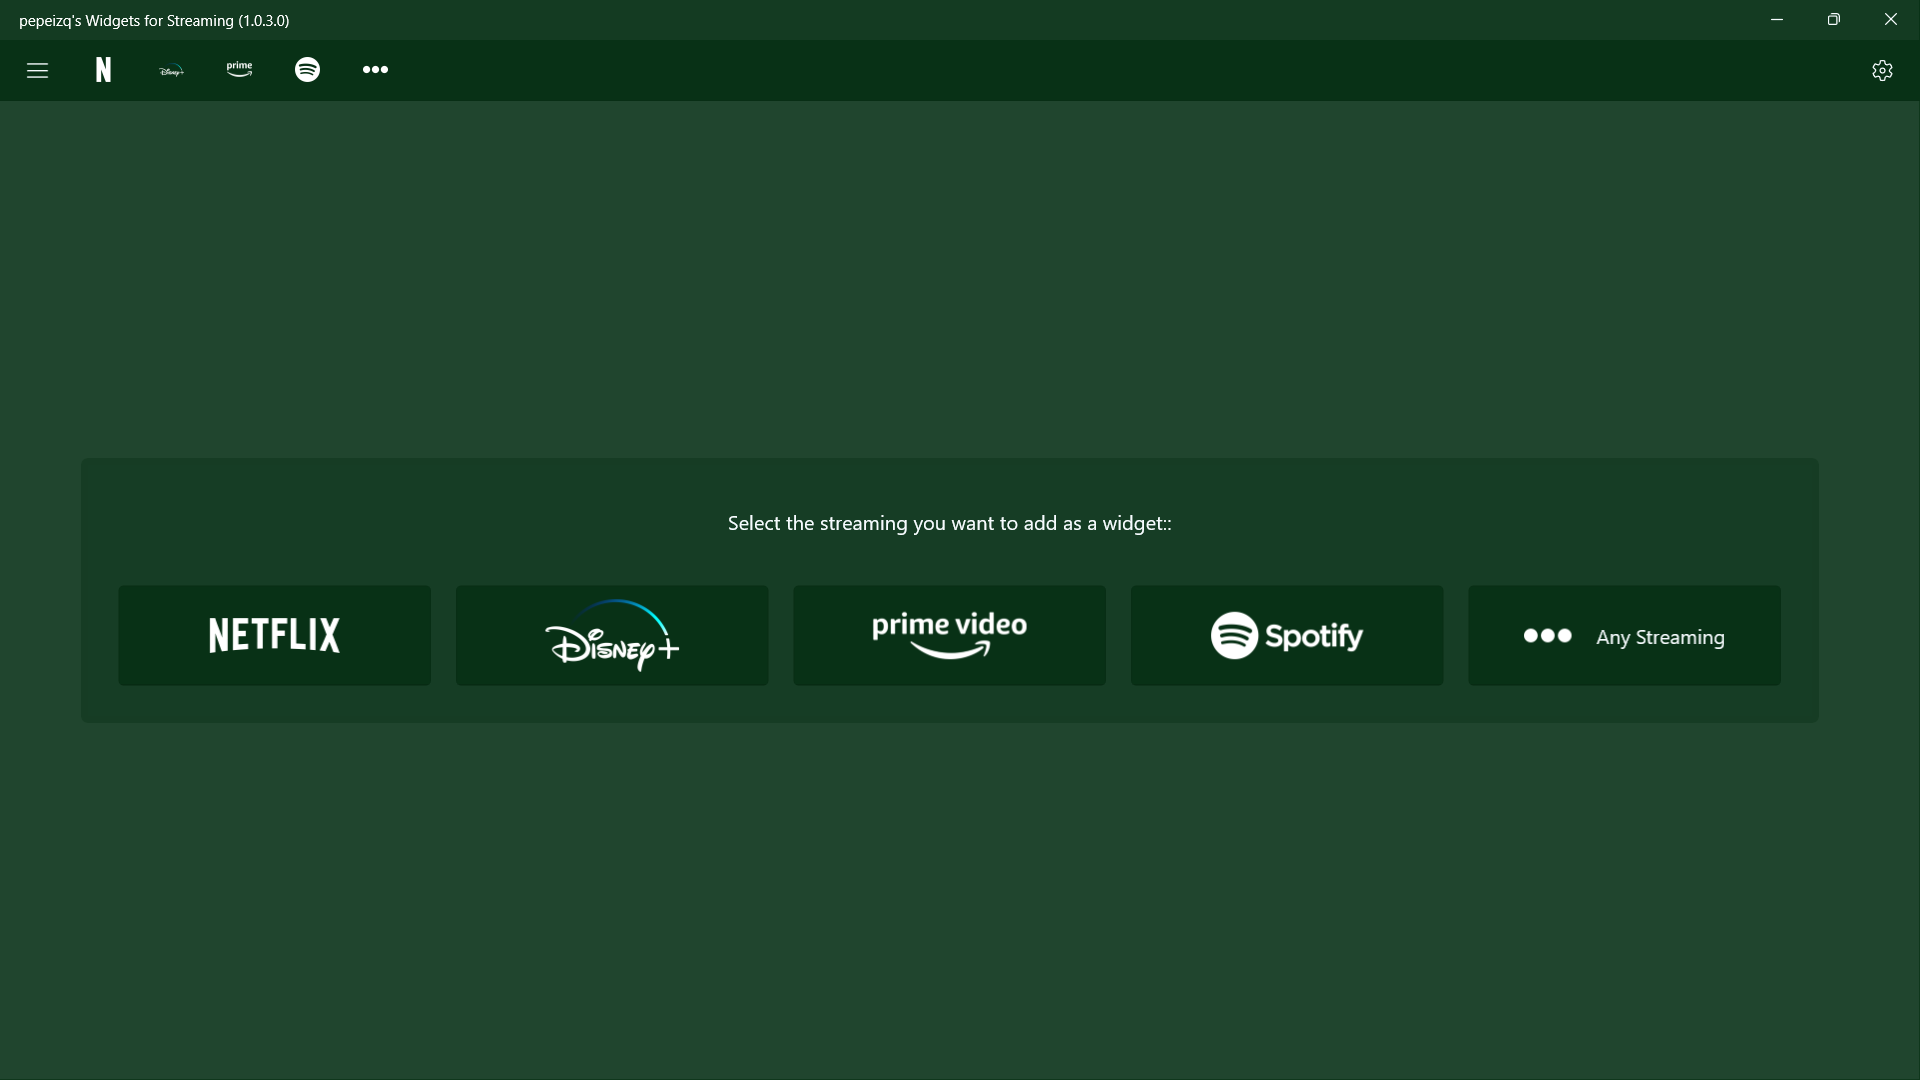 pepeizq's Widgets for Streaming (1.0.3.0)
N Disney+ prime
Select the streaming you want to add as a widget::
NETFLIX Disney+ prime video Spotify Any Streaming